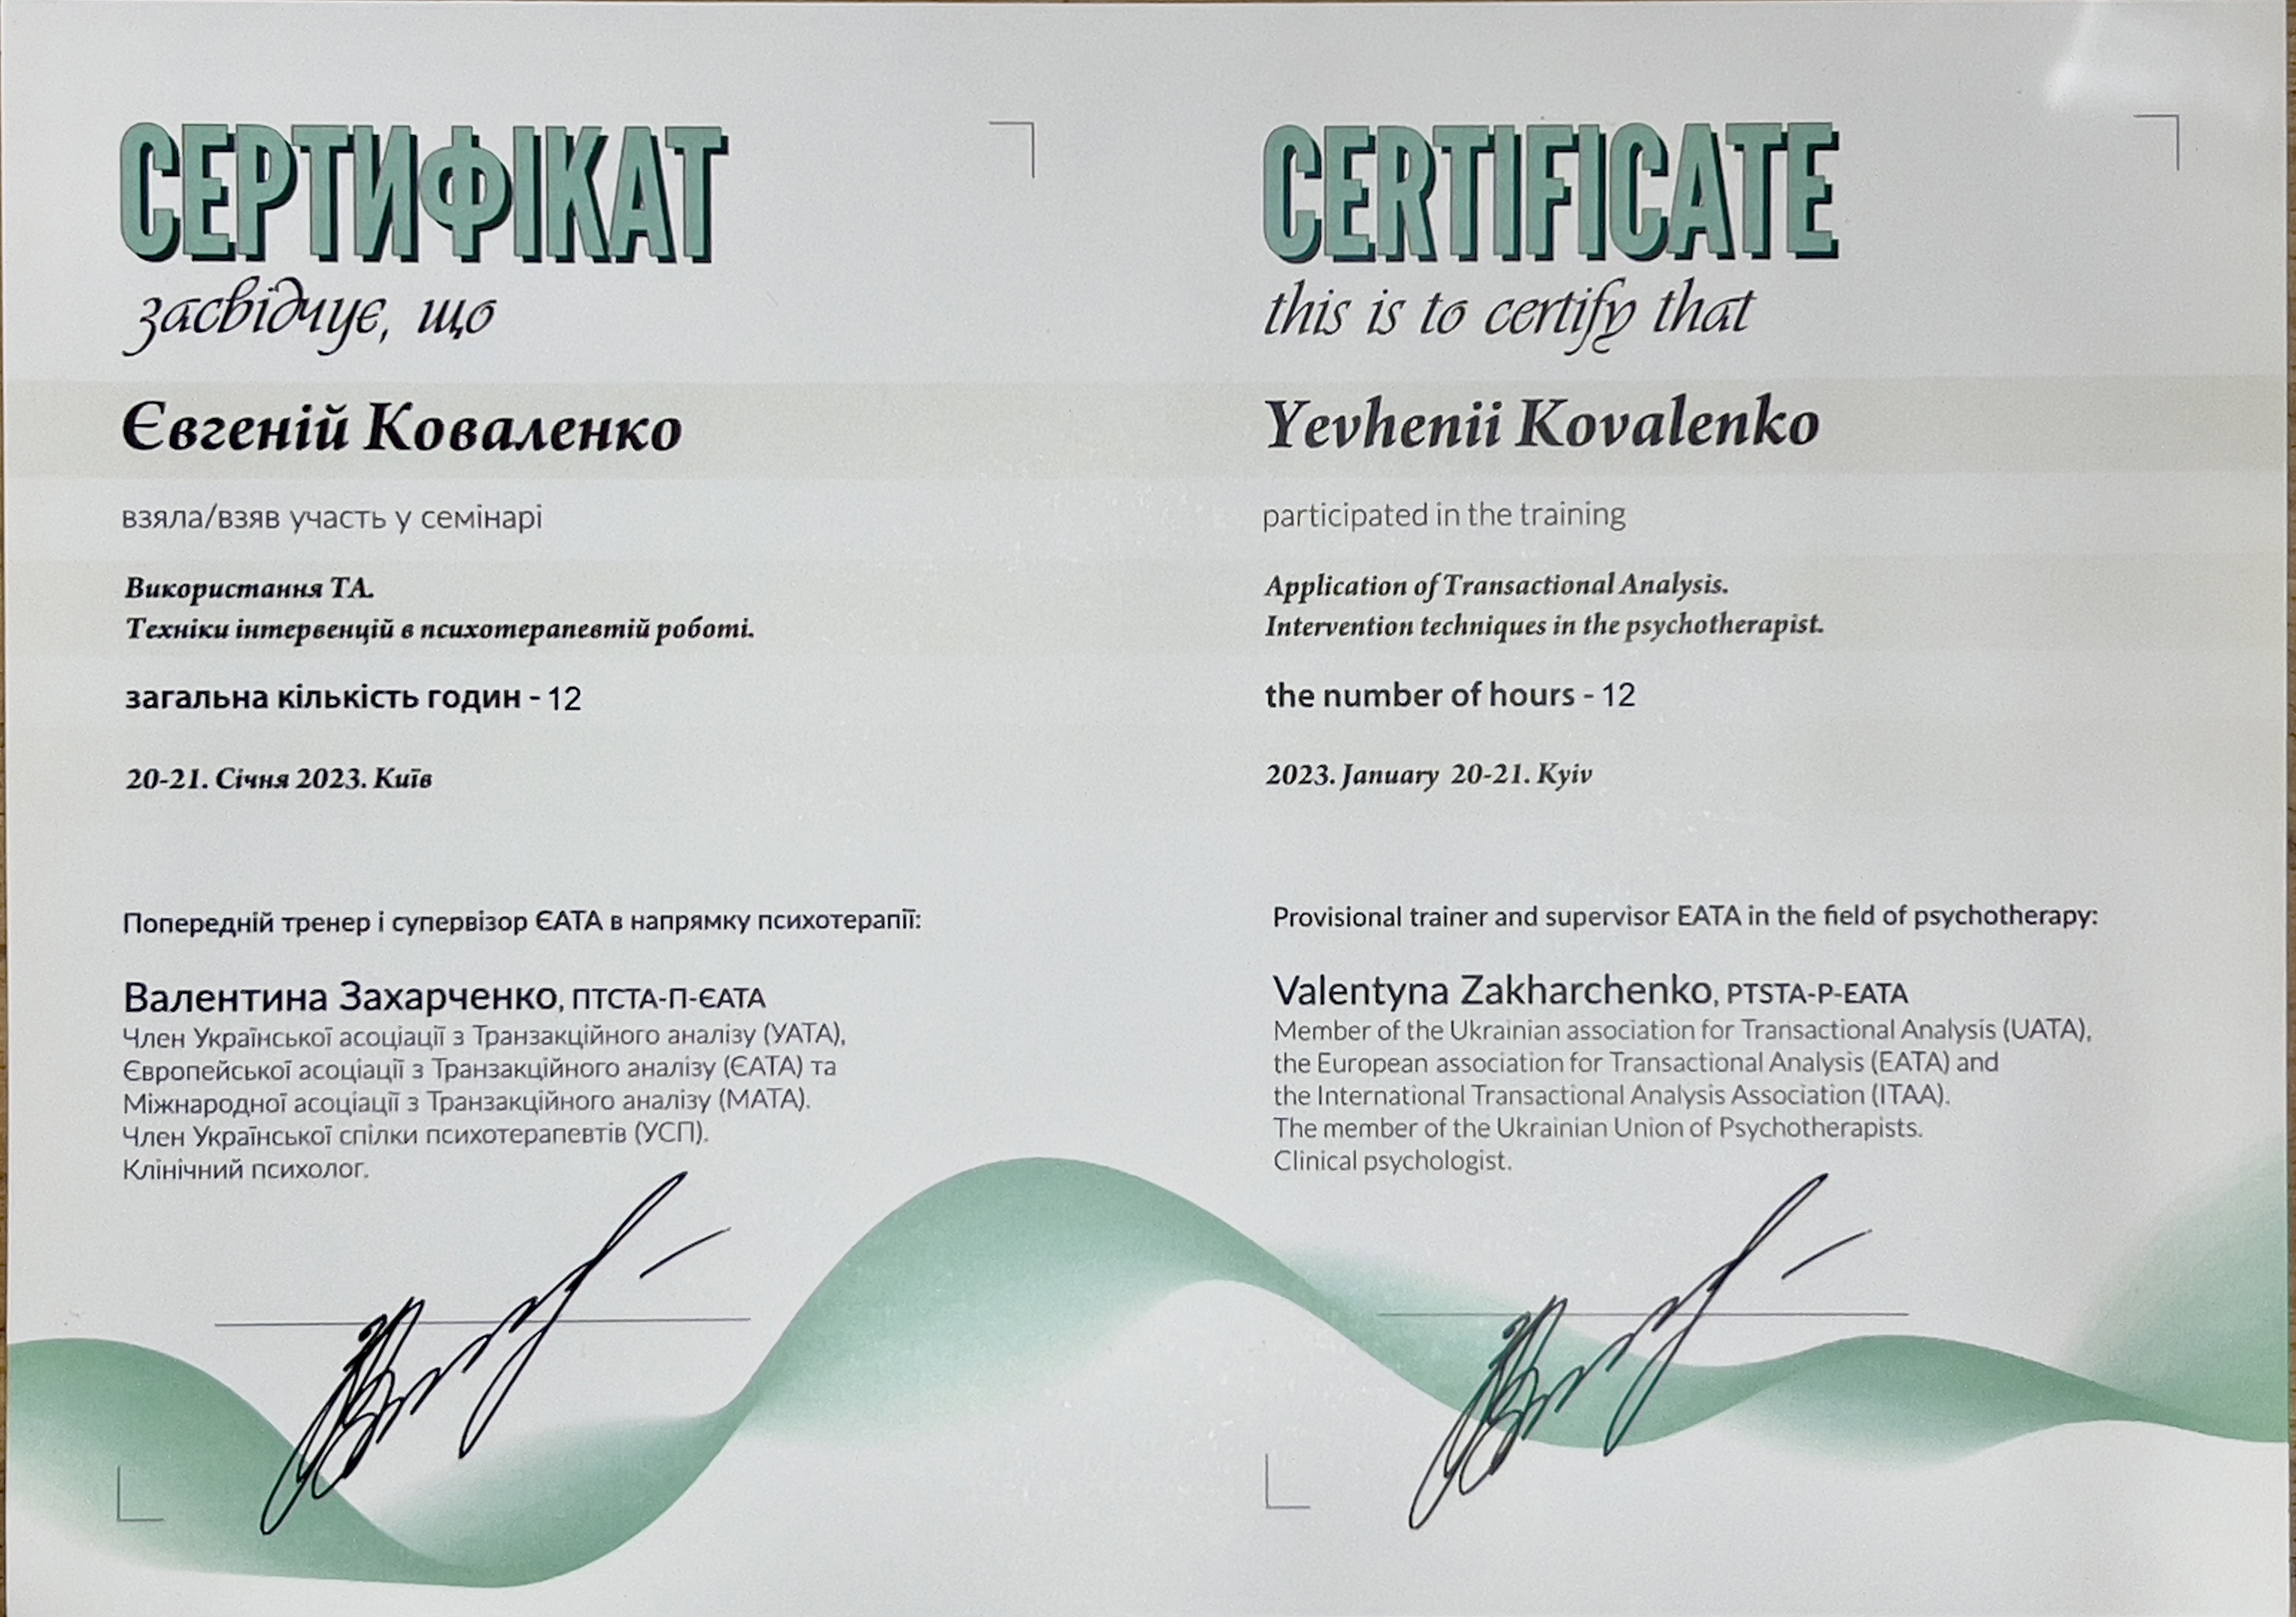 СЕРТИФІКАТ
засвідчує, що
Євгеній Коваленко
взяла/взяв участь у семінарі
Використання ТА.
Техніки інтервенцій в психотерапевтій роботі.
загальна кількість годин - 12
20-21. Січня 2023. Київ
Попередній тренер і супервізор ЄАТА в напрямку психотерапії:
Валентина Захарченко, ПТСТА-П-ЄАТА
Член Української асоціації з Транзакційного аналізу (УАТА),
Європейської асоціації з Транзакційного аналізу (ЄАТА) та
Міжнародної асоціації з Транзакційного аналізу (МАТА).
Член Української спілки психотерапевтів (УСП).
Клінічний психолог.
CERTIFICATE
this is to certify that
Yevhenii Kovalenko
participated in the training
Application of Transactional Analysis.
Intervention techniques in the psychotherapist.
the number of hours - 12
2023. January 20-21. Kyiv
Provisional trainer and supervisor EATA in the field of psychotherapy:
Valentyna Zakharchenko, PTSTA-P-EATA
Member of the Ukrainian association for Transactional Analysis (UATA),
the European association for Transactional Analysis (EATA) and
the International Transactional Analysis Association (ITAA).
The member of the Ukrainian Union of Psychotherapists.
Clinical psychologist.